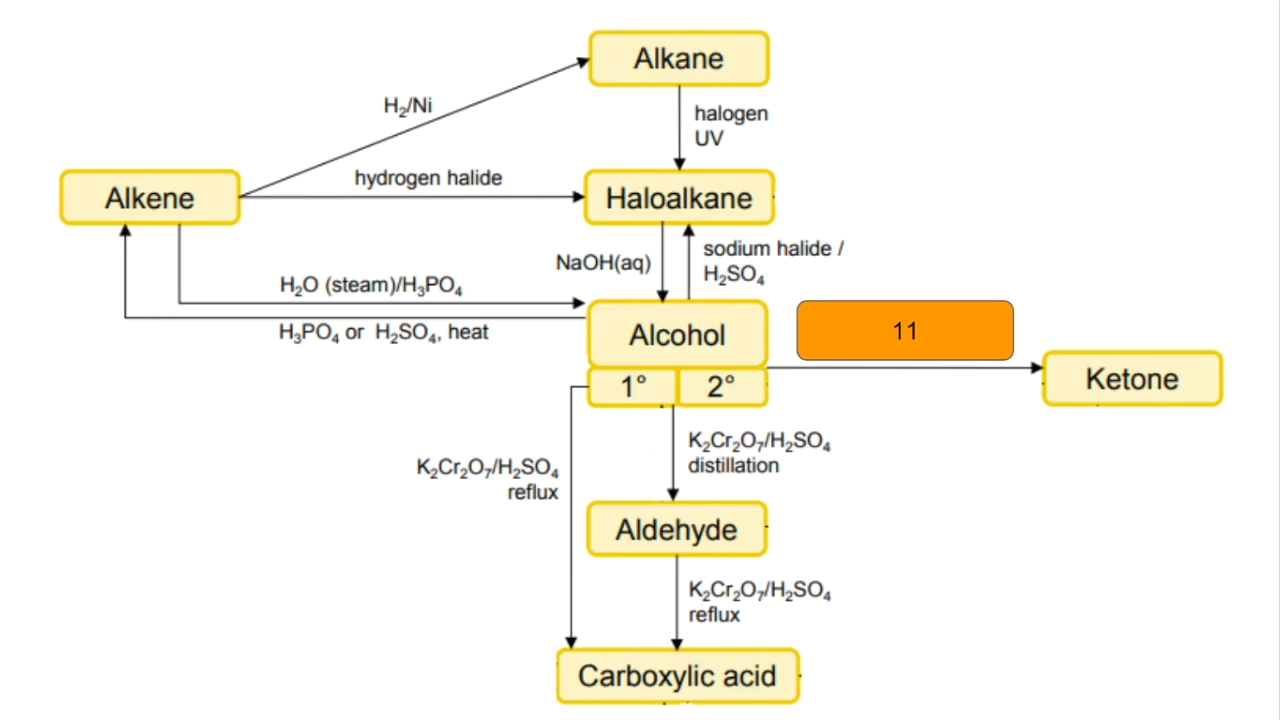 Alkane
H₂/Ni
halogen
UV
hydrogen halide
Alkene
Haloalkane
NaOH(aq)
sodium halide /
H₂SO₄
H₂O (steam)/H₃PO₄
H₃PO₄ or H₂SO₄, heat
Alcohol
11
Ketone
1° 2°
K₂Cr₂O₇/H₂SO₄
distillation
K₂Cr₂O₇/H₂SO₄
reflux
Aldehyde
K₂Cr₂O₇/H₂SO₄
reflux
Carboxylic acid